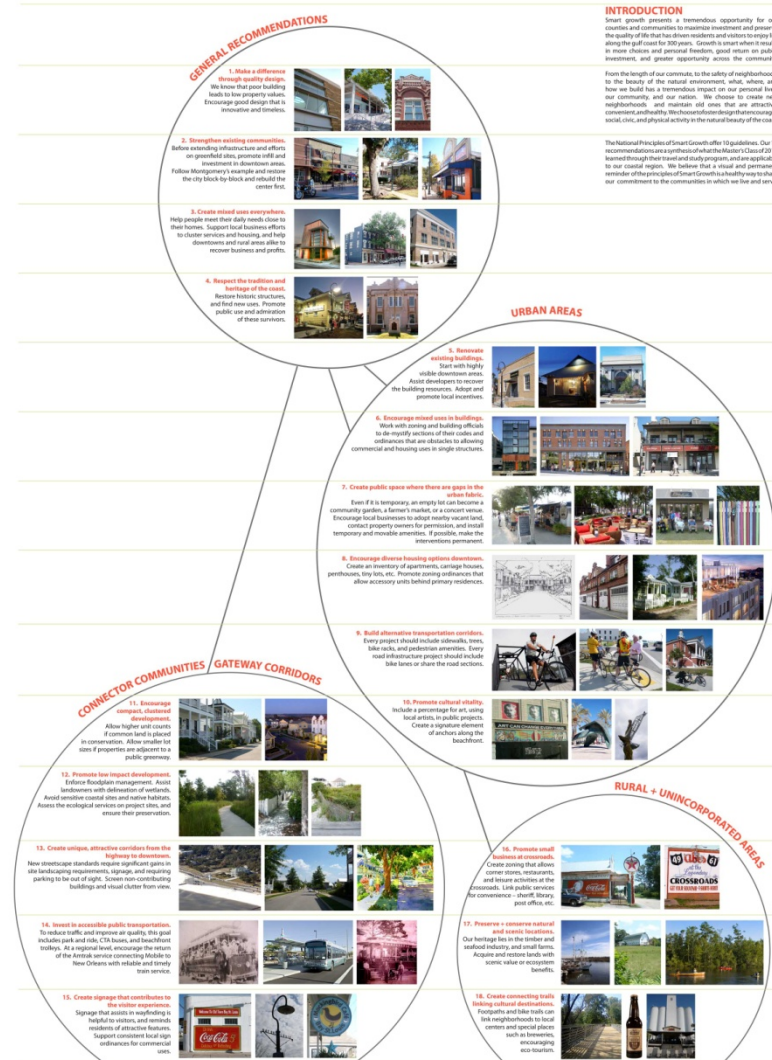 INTRODUCTION
Smart growth presents a tremendous opportunity for
counties and communities to maximize investment and
the quality of life that has driven residents and visitors to enjoy
along the gulf coast for 300 years. Growth is smart when it
in more choices and personal freedom, good return on
investment, and greater opportunity across the
From the length of our commute, to the safety of
to the beauty of the natural environment, what, where,
how we build has a tremendous impact on our personal
our community, and our nation. We choose to create
neighborhoods and maintain old ones that are
convenient, and healthy. We choose to foster design that
social, civic, and physical activity in the natural beauty of the
The National Principles of Smart Growth offer 10 guidelines. Our
recommendations are a synthesis of what the Master's Class of
learned through their travel and study program, and are
to our coastal region. We believe that a visual and
reminder of the principles of Smart Growth is a healthy way to
our commitment to the communities in which we live and
GENERAL RECOMMENDATIONS
1. Make a difference
through quality design.
We know that poor building
leads to low property values.
Encourage good design that is
innovative and timeless.
2. Strengthen existing communities.
Before extending infrastructure and efforts
on greenfield sites, promote infill and
investment in downtown areas.
Follow Montgomery's example and restore
the city block-by-block and rebuild the
center first.
3. Create mixed uses everywhere.
Help people meet their daily needs close to
their homes. Support local business efforts
to cluster services and housing, and help
downtowns and rural areas alike to
recover business and profits.
4. Respect the tradition and
heritage of the coast.
Restore historic structures,
and find new uses. Promote
public use and admiration
of these survivors.
URBAN AREAS
5. Renovate
existing buildings.
Start with highly
visible downtown areas.
Assist developers to recover
the building resources. Adopt and
promote local incentives.
6. Encourage mixed uses in buildings.
Work with zoning and building officials
to de-mystify sections of their codes and
ordinances that are obstacles to allowing
commercial and housing uses in single structures.
7. Create public space where there are gaps in the
urban fabric.
Even if it is temporary, an empty lot can become a
community garden, a farmer's market, or a concert venue.
Encourage local businesses to adopt nearby vacant land,
contact property owners for permission, and install
temporary and movable amenities. If possible, make the
interventions permanent.
8. Encourage diverse housing options downtown.
Create an inventory of apartments, carriage houses,
penthouses, tiny lots, etc. Promote zoning ordinances that
allow accessory units behind primary residences.
9. Build alternative transportation corridors.
Every project should include sidewalks, trees,
bike racks, and pedestrian amenities. Every
road infrastructure project should include
bike lanes or share the road sections.
10. Promote cultural vitality.
Include a percentage for art, using
local artists, in public projects.
Create a signature element
of anchors along the
beachfront.
ART CAN CHANGE
CONNECTOR COMMUNITIES / GATEWAY CORRIDORS
11. Encourage
compact, clustered
development.
Allow higher unit counts
if common land is placed
in conservation. Allow smaller lot
sizes if properties are adjacent to a
public greenway.
12. Promote low impact development.
Enforce floodplain management. Assist
landowners with delineation of wetlands.
Avoid sensitive coastal sites and native habitats.
Assess the ecological services on project sites, and
ensure their preservation.
13. Create unique, attractive corridors from the
highway to downtown.
New streetscape standards require significant gains in
site landscaping requirements, signage, and requiring
parking to be out of sight. Screen non-contributing
buildings and visual clutter from view.
14. Invest in accessible public transportation.
To reduce traffic and improve air quality, this goal
includes park and ride, CTA buses, and beachfront
trolleys. At a regional level, encourage the return
of the Amtrak service connecting Mobile to
New Orleans with reliable and timely
train service.
15. Create signage that contributes to
the visitor experience.
Signage that assists in wayfinding is
helpful to visitors, and reminds
residents of attractive features.
Support consistent local sign
ordinances for commercial
uses.
Coca-Cola
RURAL + UNINCORPORATED AREAS
16. Promote small
business at crossroads.
Create zoning that allows
corner stores, restaurants,
and leisure activities at the
crossroads. Link public services
for convenience – sheriff, library,
post office, etc.
Coca-Cola
49
61
CROSSROADS
17. Preserve + conserve natural
and scenic locations.
Our heritage lies in the timber and
seafood industry, and small farms.
Acquire and restore lands with
scenic value or ecosystem
benefits.
18. Create connecting trails
linking cultural destinations.
Footpaths and bike trails can
link neighborhoods to local
centers and special places
such as breweries,
encouraging
eco-tourism.